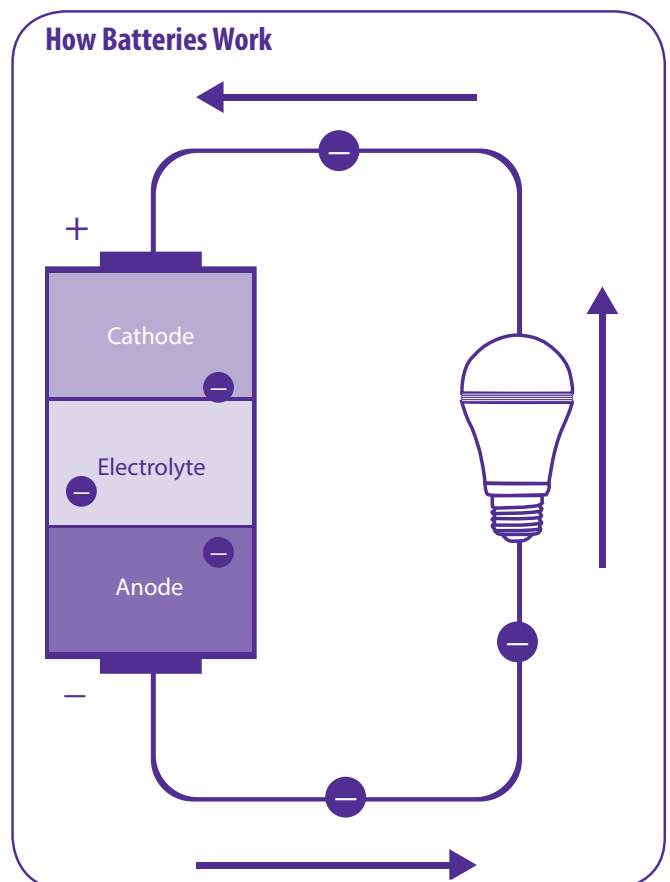 How Batteries Work
—
+
Cathode
—
Electrolyte
—
—
Anode
—
—
—